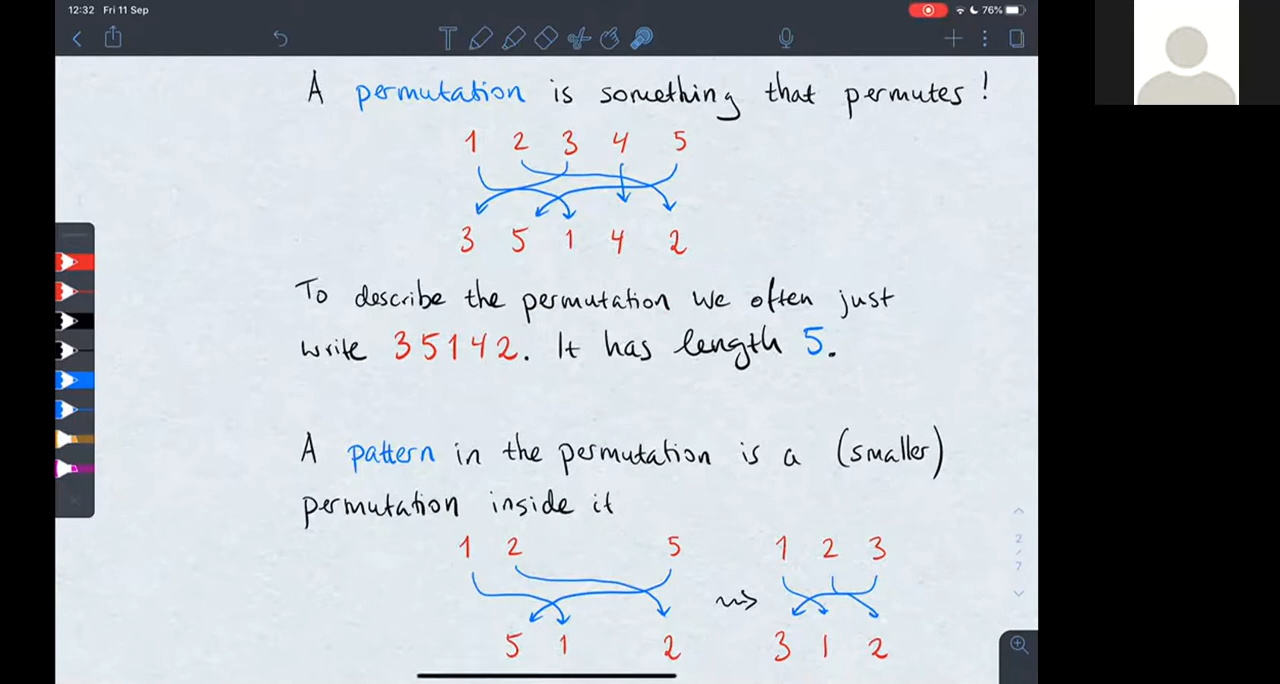 12:32 Fri 11 Sep
76%
A permutation is something that permutes!
1 2 3 4 5
3 5 1 4 2
To describe the permutation we often just
write 35142. It has length 5.
A pattern in the permutation is a (smaller)
permutation inside it
1 2 5 1 2 3
5 1 2 3 1 2
2
/
7